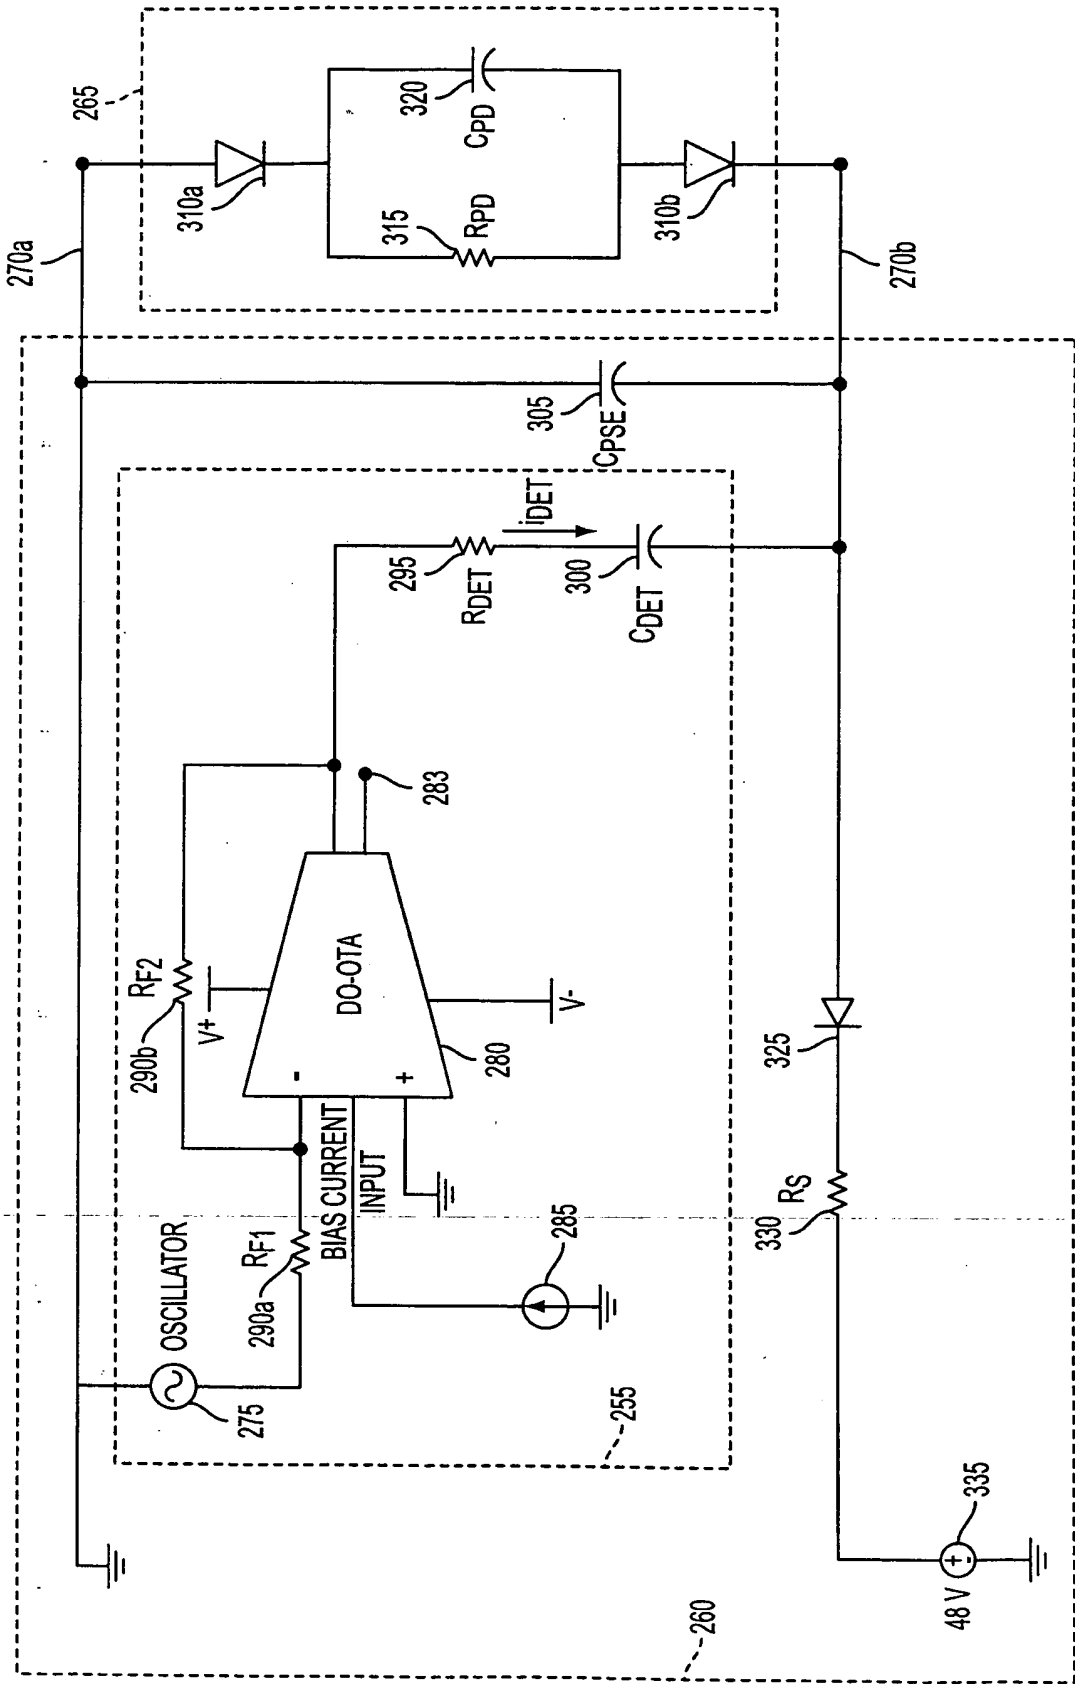 270a
265
310a
320
CPD
315
RPD
310b
270b
305
CPSE
iDET
295
RDET
300
CDET
283
RF2
290b
V+
DO-OTA
-
+
280
V-
BIAS CURRENT
INPUT
OSCILLATOR
275
RF1
290a
285
255
325
RS
330
48 V
+
-
335
260